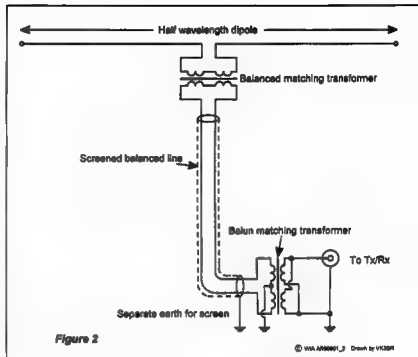 Half wavelength dipole
Balanced matching transformer
Screened balanced line
Balun matching transformer
To Tx/Rx
Separate earth for screen
Figure 2
Drawn by VK3BR